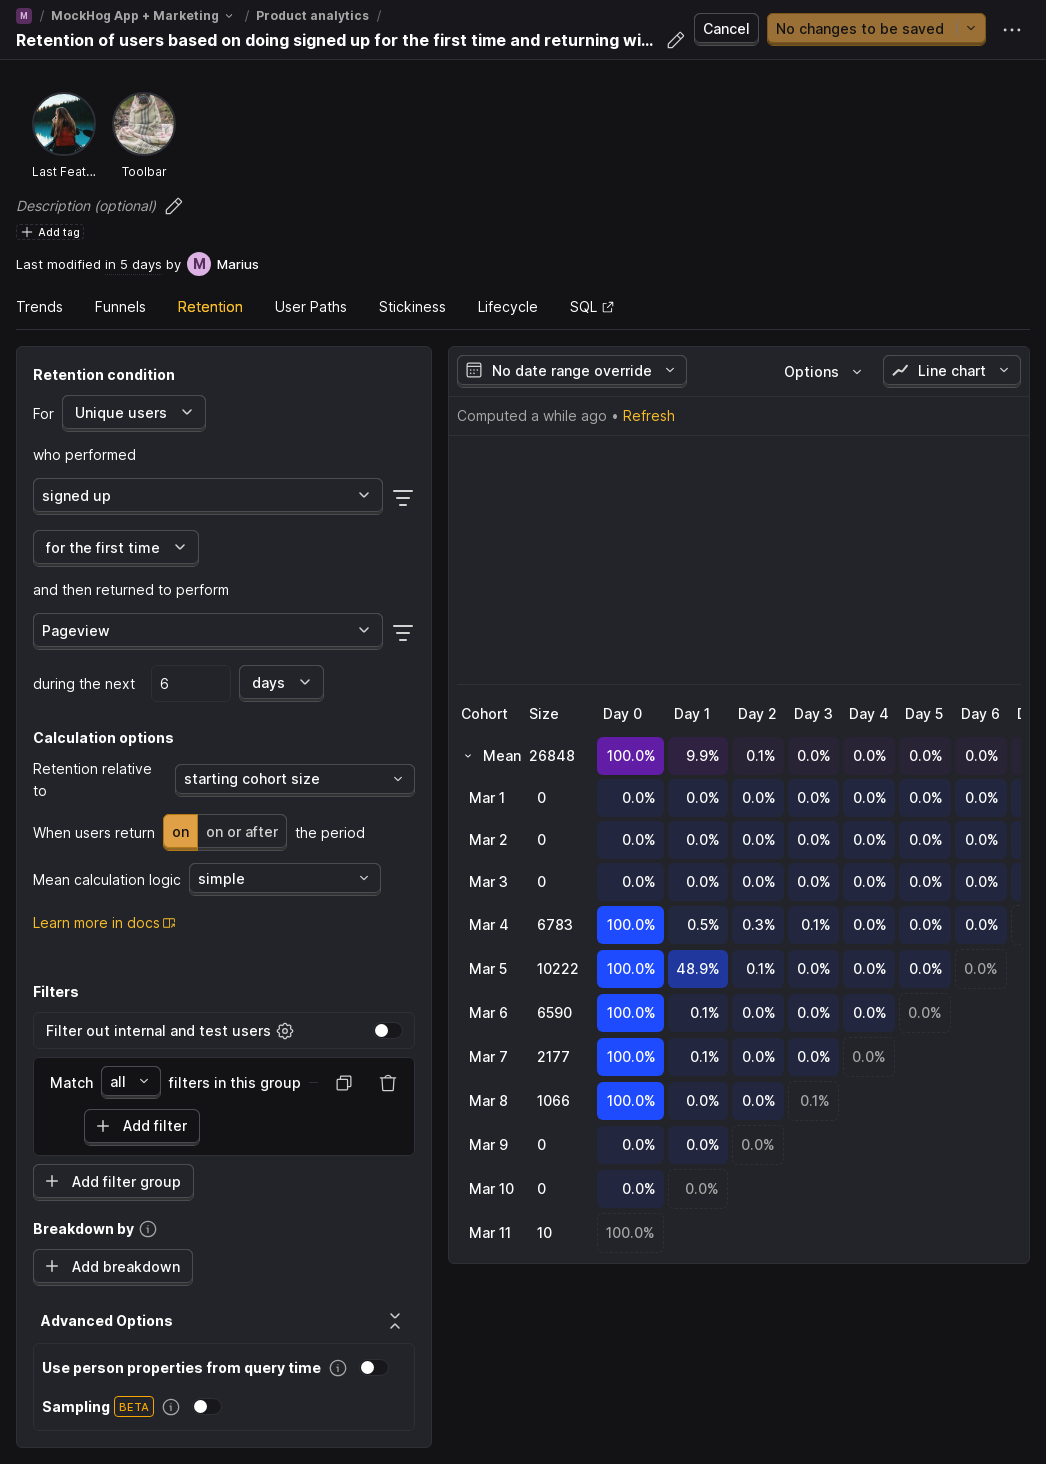 M / MockHog App + Marketing / Product analytics /
Retention of users based on doing signed up for the first time and returning wi...
Cancel
No changes to be saved
Last Feat...
Toolbar
Description (optional)
Add tag
Last modified in 5 days by M Marius
Trends Funnels Retention User Paths Stickiness Lifecycle SQL
Retention condition
For Unique users
who performed
signed up
for the first time
and then returned to perform
Pageview
during the next 6 days
Calculation options
Retention relative
to
starting cohort size
When users return on on or after the period
Mean calculation logic simple
Learn more in docs
Filters
Filter out internal and test users
Match all filters in this group
Add filter
Add filter group
Breakdown by
Add breakdown
Advanced Options
Use person properties from query time
Sampling BETA
No date range override Options Line chart
Computed a while ago • Refresh
Cohort Size Day 0 Day 1 Day 2 Day 3 Day 4 Day 5 Day 6
Mean 26848 100.0% 9.9% 0.1% 0.0% 0.0% 0.0% 0.0%
Mar 1 0 0.0% 0.0% 0.0% 0.0% 0.0% 0.0% 0.0%
Mar 2 0 0.0% 0.0% 0.0% 0.0% 0.0% 0.0% 0.0%
Mar 3 0 0.0% 0.0% 0.0% 0.0% 0.0% 0.0% 0.0%
Mar 4 6783 100.0% 0.5% 0.3% 0.1% 0.0% 0.0% 0.0%
Mar 5 10222 100.0% 48.9% 0.1% 0.0% 0.0% 0.0% 0.0%
Mar 6 6590 100.0% 0.1% 0.0% 0.0% 0.0% 0.0%
Mar 7 2177 100.0% 0.1% 0.0% 0.0% 0.0%
Mar 8 1066 100.0% 0.0% 0.0% 0.1%
Mar 9 0 0.0% 0.0% 0.0%
Mar 10 0 0.0% 0.0%
Mar 11 10 100.0%